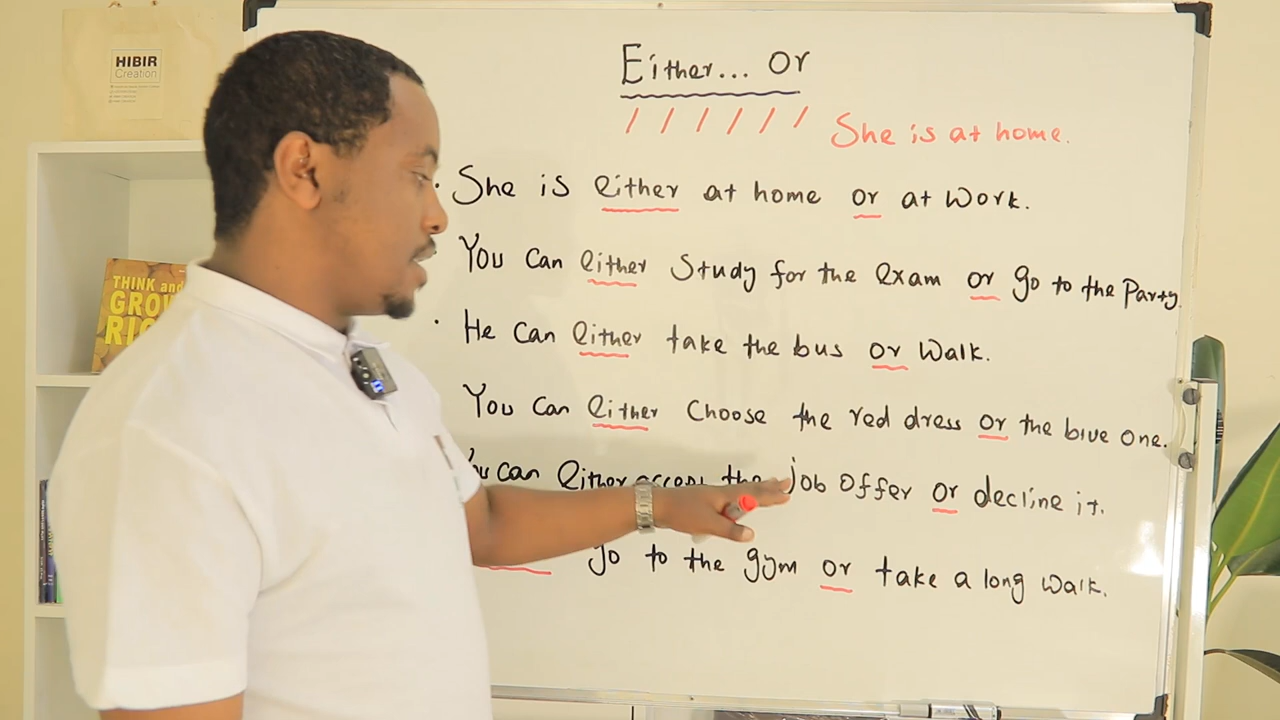 HIBIR
Creation
Either... Or
She is at home.
She is either at home or at work.
You can either study for the exam or go to the party.
He can either take the bus or walk.
You can either choose the red dress or the blue one.
can either the job offer or decline it.
go to the gym or take a long walk.
THINK and
GROW